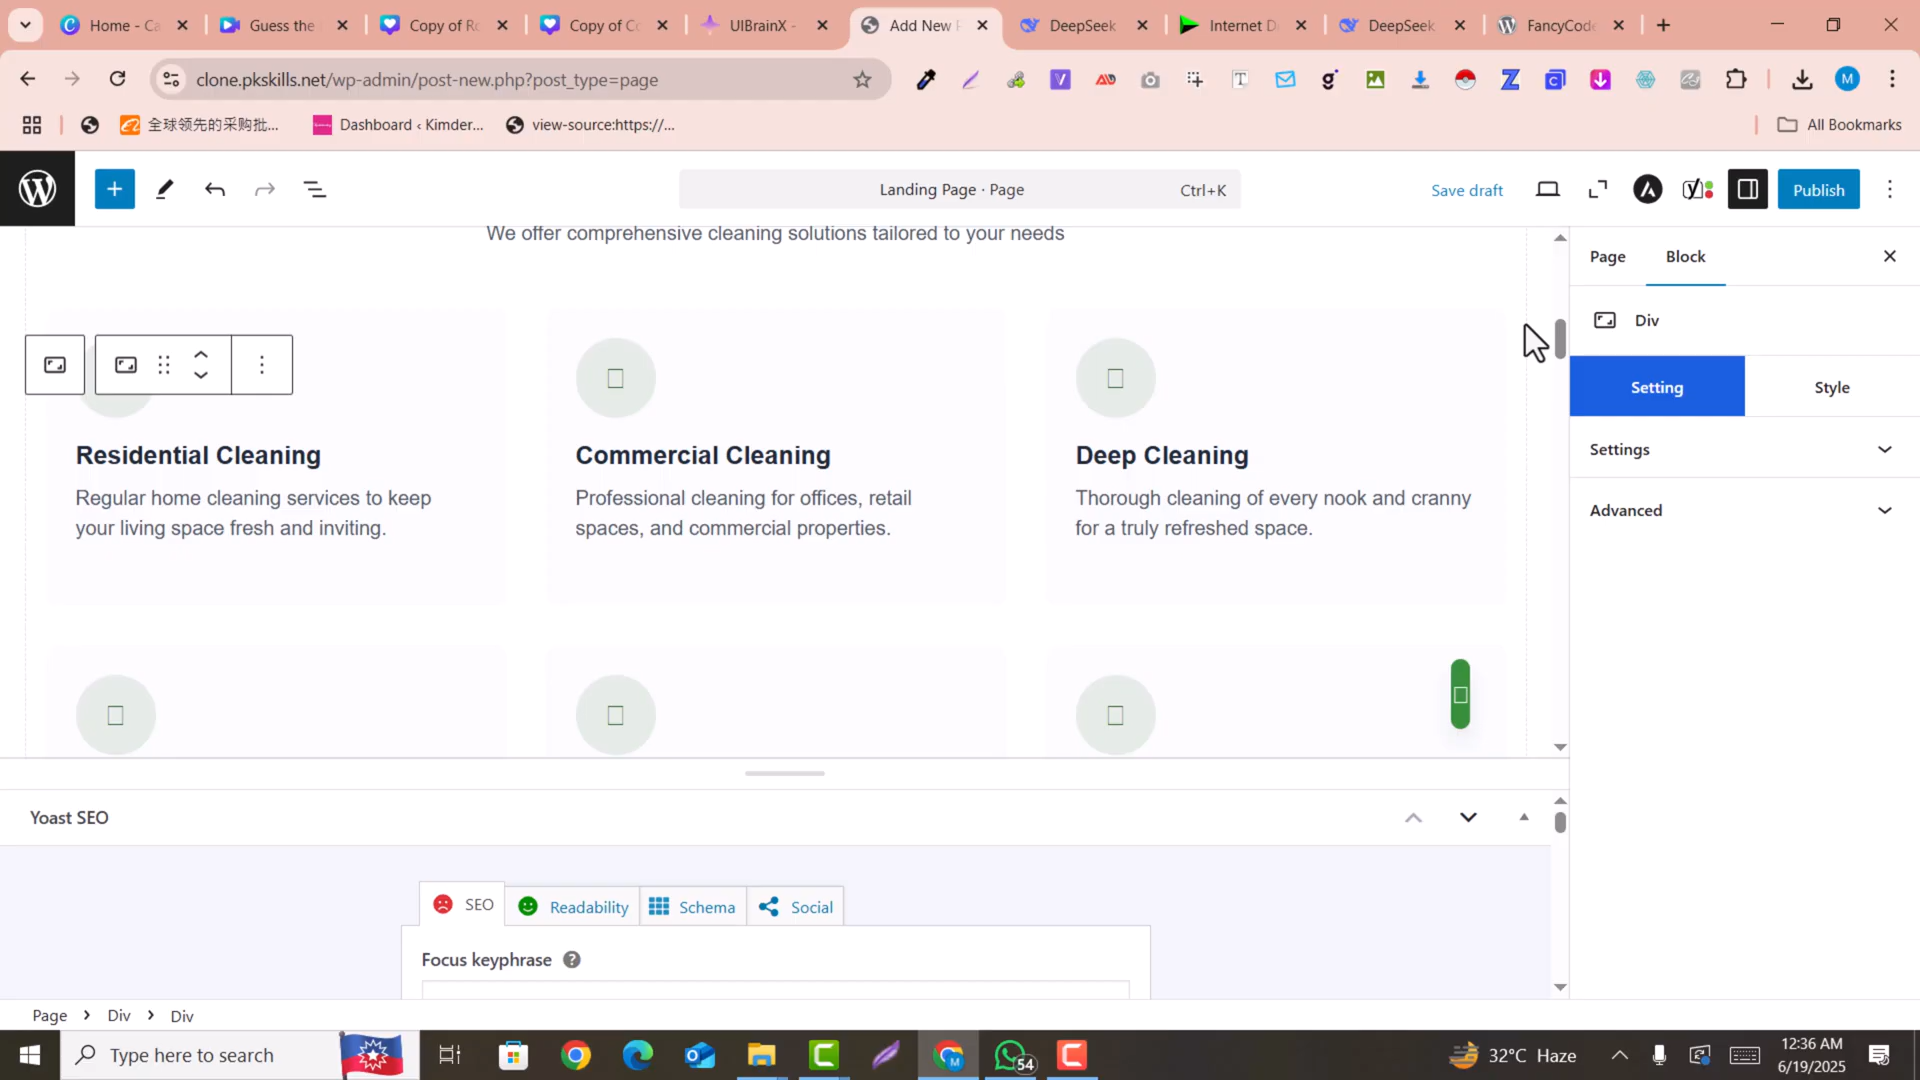 Home - Ca
Guess the
Copy of Ro
Copy of Co
UIBrainX -
Add New P
DeepSeek
Internet D
DeepSeek
FancyCode
clone.pkskills.net/wp-admin/post-new.php?post_type=page
M
全球领先的采购批...
Dashboard ‹ Kimder...
view-source:https://...
All Bookmarks
Landing Page · Page
Ctrl+K
Save draft
Publish
We offer comprehensive cleaning solutions tailored to your needs
Page
Block
Div
Setting
Style
Settings
Advanced
Residential Cleaning
Regular home cleaning services to keep
your living space fresh and inviting.
Commercial Cleaning
Professional cleaning for offices, retail
spaces, and commercial properties.
Deep Cleaning
Thorough cleaning of every nook and cranny
for a truly refreshed space.
Yoast SEO
SEO
Readability
Schema
Social
Focus keyphrase
Page > Div > Div
Type here to search
54
32°C Haze
12:36 AM
6/19/2025